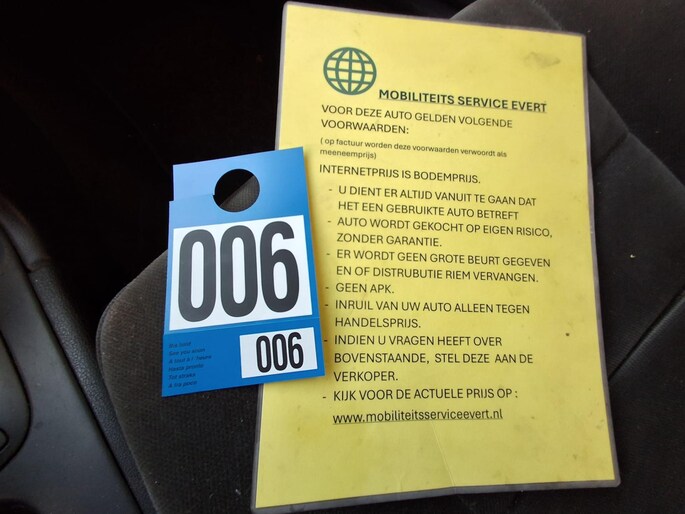 MOBILITEITS SERVICE EVERT
VOOR DEZE AUTO GELDEN VOLGENDE
VOORWAARDEN:
( op factuur worden deze voorwaarden verwoordt als
meeneemprijs)
INTERNETPRIJS IS BODEMPRIJS.
- U DIENT ER ALTIJD VANUIT TE GAAN DAT
HET EEN GEBRUIKTE AUTO BETREFT
- AUTO WORDT GEKOCHT OP EIGEN RISICO,
ZONDER GARANTIE.
- ER WORDT GEEN GROTE BEURT GEGEVEN
EN OF DISTRUBUTIE RIEM VERVANGEN.
- GEEN APK.
- INRUIL VAN UW AUTO ALLEEN TEGEN
HANDELSPRIJS.
- INDIEN U VRAGEN HEEFT OVER
BOVENSTAANDE, STEL DEZE AAN DE
VERKOPER.
- KIJK VOOR DE ACTUELE PRIJS OP :
www.mobiliteitsserviceevert.nl
006
006